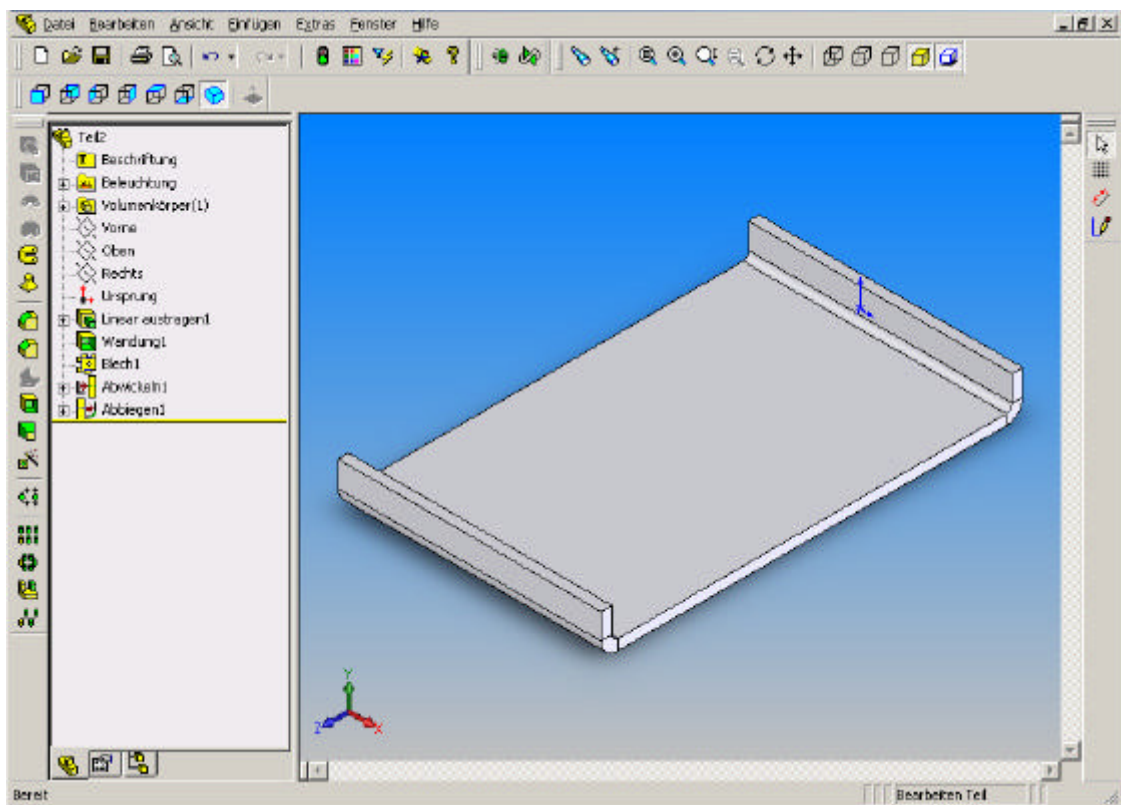 Datei Bearbeiten Ansicht Einfügen Extras Fenster Hilfe
Teil2
Beschriftung
Beleuchtung
Volumenkörper(1)
Vorne
Oben
Rechts
Ursprung
Linear austragen1
Wandung1
Blech1
Abwickeln1
Abbiegen1
Y
Z
X
Bereit
Bearbeiten Teil